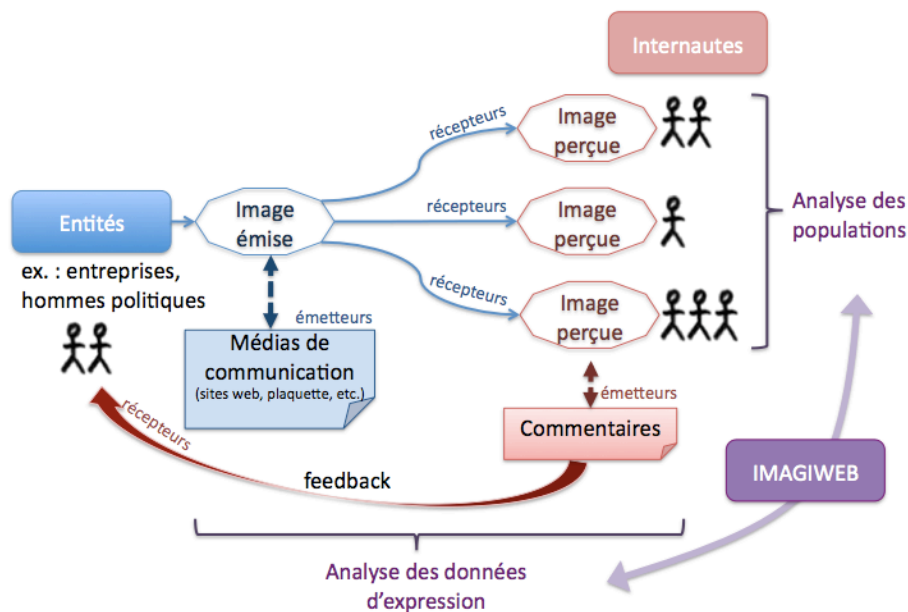 Internautes
récepteurs
Image
perçue
Entités
Image
émise
récepteurs
Image
perçue
Analyse des
populations
ex. : entreprises,
hommes politiques
récepteurs
Image
perçue
émetteurs
Médias de
communication
(sites web, plaquette, etc.)
émetteurs
Commentaires
récepteurs
feedback
IMAGIWEB
Analyse des données
d'expression